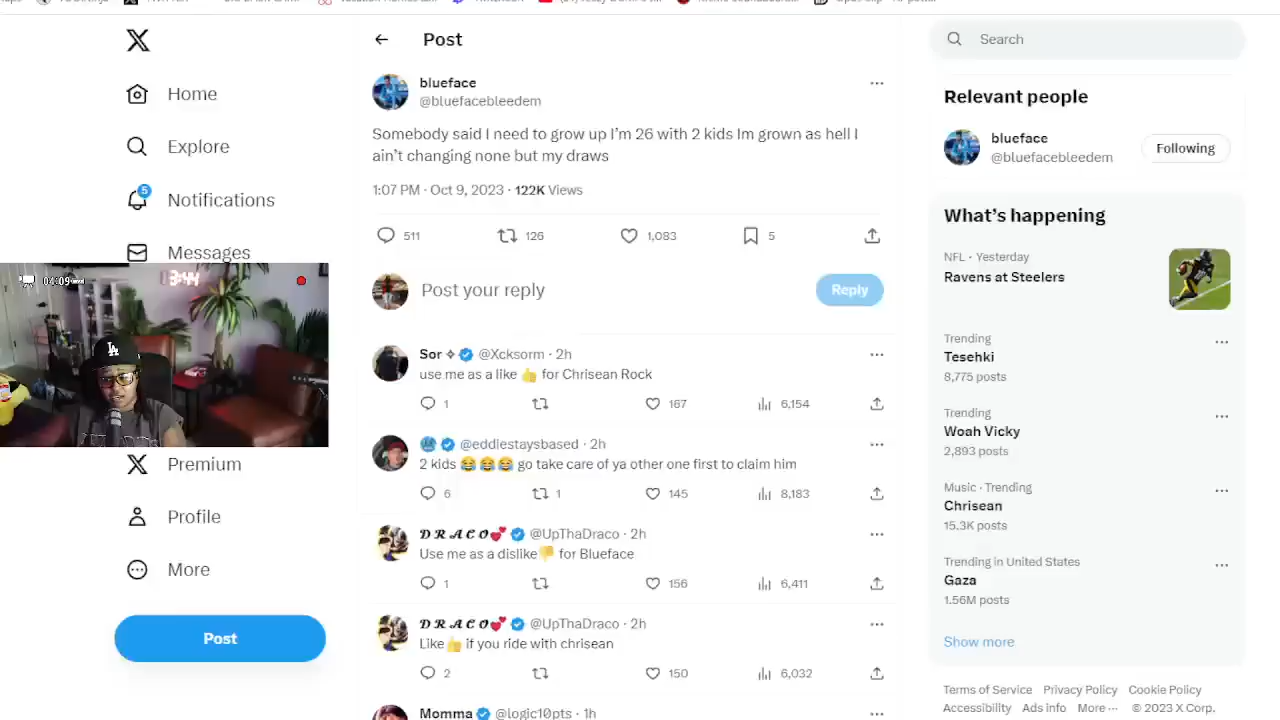 Post
Search
blueface
@bluefacebleedem
Somebody said I need to grow up I'm 26 with 2 kids Im grown as hell I
ain't changing none but my draws
1:07 PM · Oct 9, 2023 · 122K Views
511 126 1,083 5
Post your reply
Reply
Sor @Xcksorm · 2h
use me as a like 👍 for Chrisean Rock
1 167 6,154
@eddiestaysbased · 2h
2 kids 😂😂😂 go take care of ya other one first to claim him
6 1 145 8,183
DRACO💕 @UpThaDraco · 2h
Use me as a dislike👎 for Blueface
1 156 6,411
DRACO💕 @UpThaDraco · 2h
Like👍 if you ride with chrisean
2 150 6,032
Momma @logic10pts · 1h
Home
Explore
5
Notifications
Messages
04:09
3:44
LA
Premium
Profile
More
Post
Relevant people
blueface
@bluefacebleedem
Following
What's happening
NFL · Yesterday
Ravens at Steelers
Trending
Tesehki
8,775 posts
Trending
Woah Vicky
2,893 posts
Music · Trending
Chrisean
15.3K posts
Trending in United States
Gaza
1.56M posts
Show more
Terms of Service Privacy Policy Cookie Policy
Accessibility Ads info More ··· © 2023 X Corp.